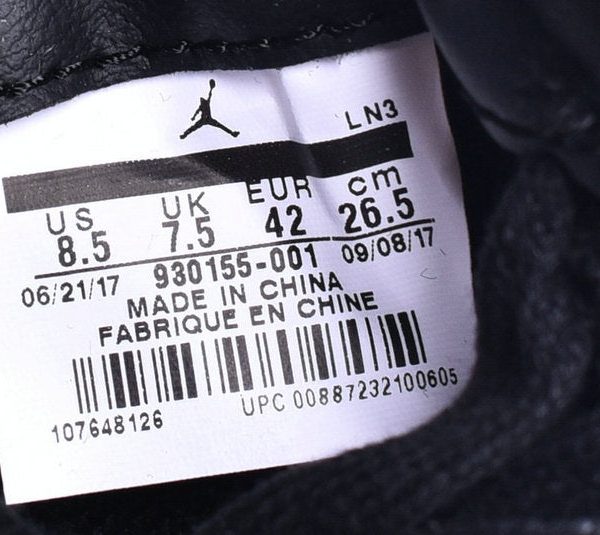 LN3
US UK EUR cm
8.5 7.5 42 26.5
06/21/17 930155-001 09/08/17
MADE IN CHINA
FABRIQUE EN CHINE
107648126 UPC 00887232100605